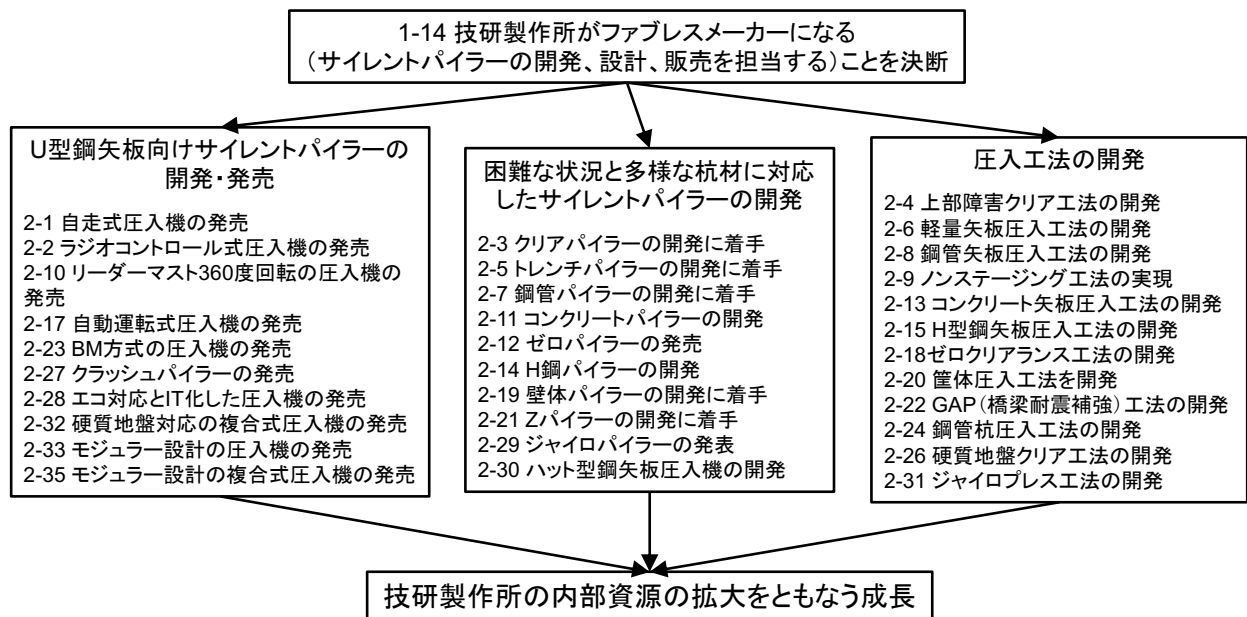 1-14 技研製作所がファブレスメーカーになる
（サイレントパイラーの開発、設計、販売を担当する）ことを決断
U型鋼矢板向けサイレントパイラーの
開発・発売
2-1 自走式圧入機の発売
2-2 ラジオコントロール式圧入機の発売
2-10 リーダーマスト360度回転の圧入機の
発売
2-17 自動運転式圧入機の発売
2-23 BM方式の圧入機の発売
2-27 クラッシュパイラーの発売
2-28 エコ対応とIT化した圧入機の発売
2-32 硬質地盤対応の複合式圧入機の発売
2-33 モジュラー設計の圧入機の発売
2-35 モジュラー設計の複合式圧入機の発売
困難な状況と多様な杭材に対応
したサイレントパイラーの開発
2-3 クリアパイラーの開発に着手
2-5 トレンチパイラーの開発に着手
2-7 鋼管パイラーの開発に着手
2-11 コンクリートパイラーの開発
2-12 ゼロパイラーの発売
2-14 H鋼パイラーの開発
2-19 壁体パイラーの開発に着手
2-21 Zパイラーの開発に着手
2-29 ジャイロパイラーの発表
2-30 ハット型鋼矢板圧入機の開発
圧入工法の開発
2-4 上部障害クリア工法の開発
2-6 軽量矢板圧入工法の開発
2-8 鋼管矢板圧入工法の開発
2-9 ノンステージング工法の実現
2-13 コンクリート矢板圧入工法の開発
2-15 H型鋼矢板圧入工法の開発
2-18ゼロクリアランス工法の開発
2-20 筐体圧入工法を開発
2-22 GAP（橋梁耐震補強）工法の開発
2-24 鋼管杭圧入工法の開発
2-26 硬質地盤クリア工法の開発
2-31 ジャイロプレス工法の開発
技研製作所の内部資源の拡大をともなう成長